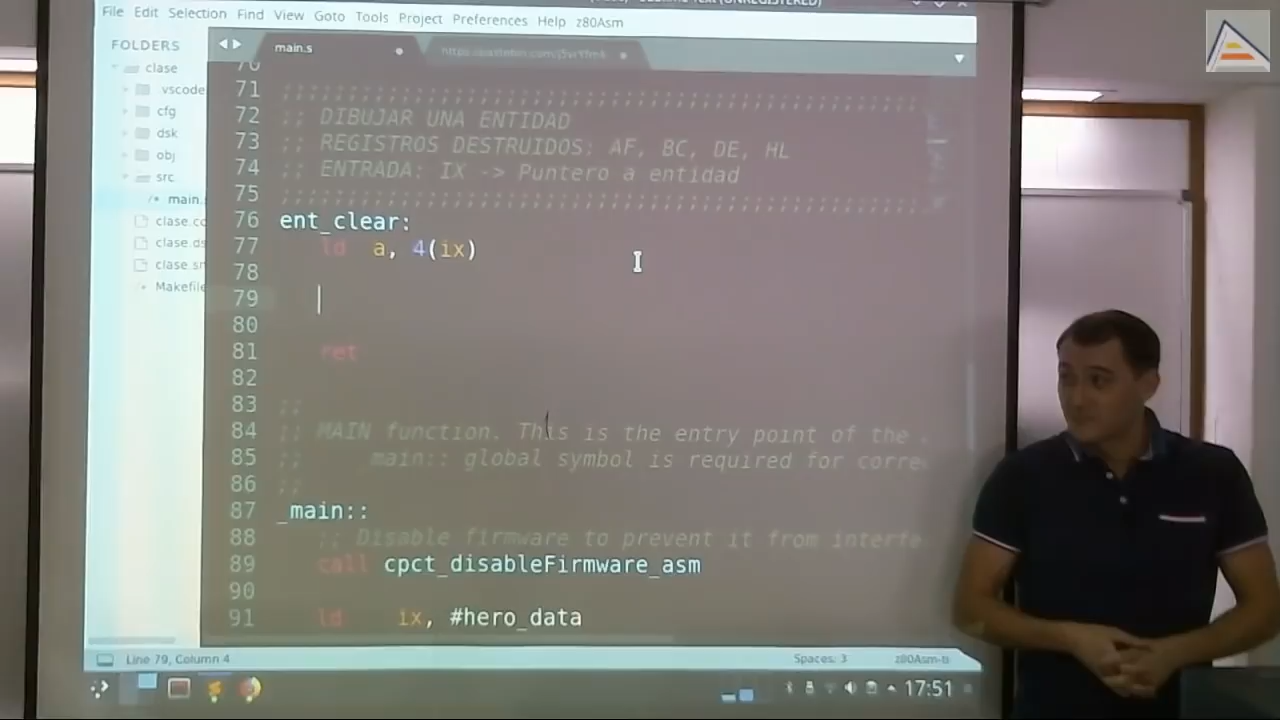 File Edit Selection Find View Goto Tools Project Preferences Help z80Asm
FOLDERS
clase
.vscode
cfg
dsk
obj
src
main.
clase.
clase.ds
clase.
Makefile
main.s
70
71 ;;;;;;;;;;;;;;;;;;;;;;;;;;;;;;;;;;;;;;;;;;;;;;;;
72 ;; DIBUJAR UNA ENTIDAD
73 ;; REGISTROS DESTRUIDOS: AF, BC, DE, HL
74 ;; ENTRADA: IX -> Puntero a entidad
75 ;;;;;;;;;;;;;;;;;;;;;;;;;;;;;;;;;;;;;;;;;;;;;;;;
76 ent_clear:
77 ld a, 4(ix)
78
79
80
81 ret
82
83 ;;
84 ;; MAIN function. This is the entry point of the
85 ;; main:: global symbol is required for corre
86 ;;
87 _main::
88 ;; Disable firmware to prevent it from interfe
89 call cpct_disableFirmware_asm
90
91 ld ix, #hero_data
Line 79, Column 4
Spaces: 3
17:51